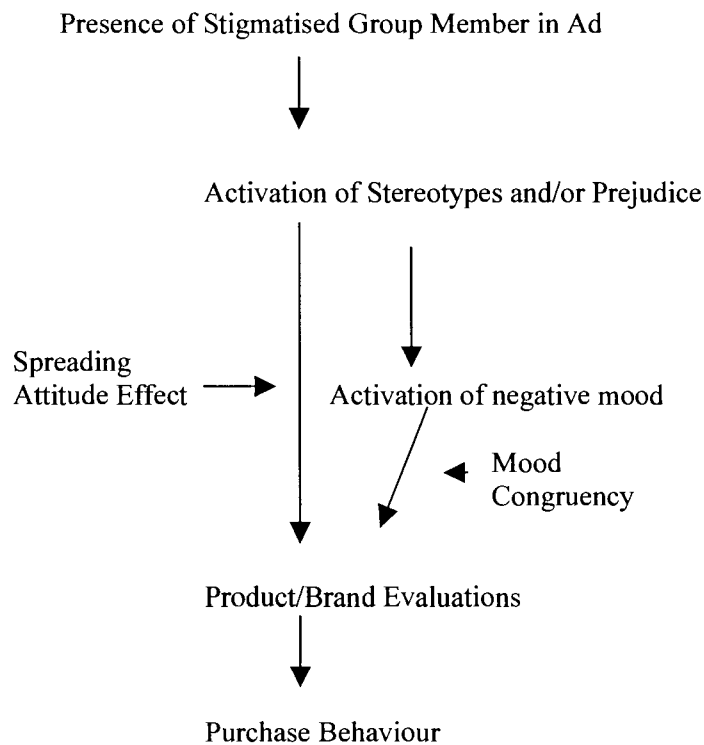 Presence of Stigmatised Group Member in Ad
Activation of Stereotypes and/or Prejudice
Spreading
Attitude Effect
Activation of negative mood
Mood
Congruency
Product/Brand Evaluations
Purchase Behaviour